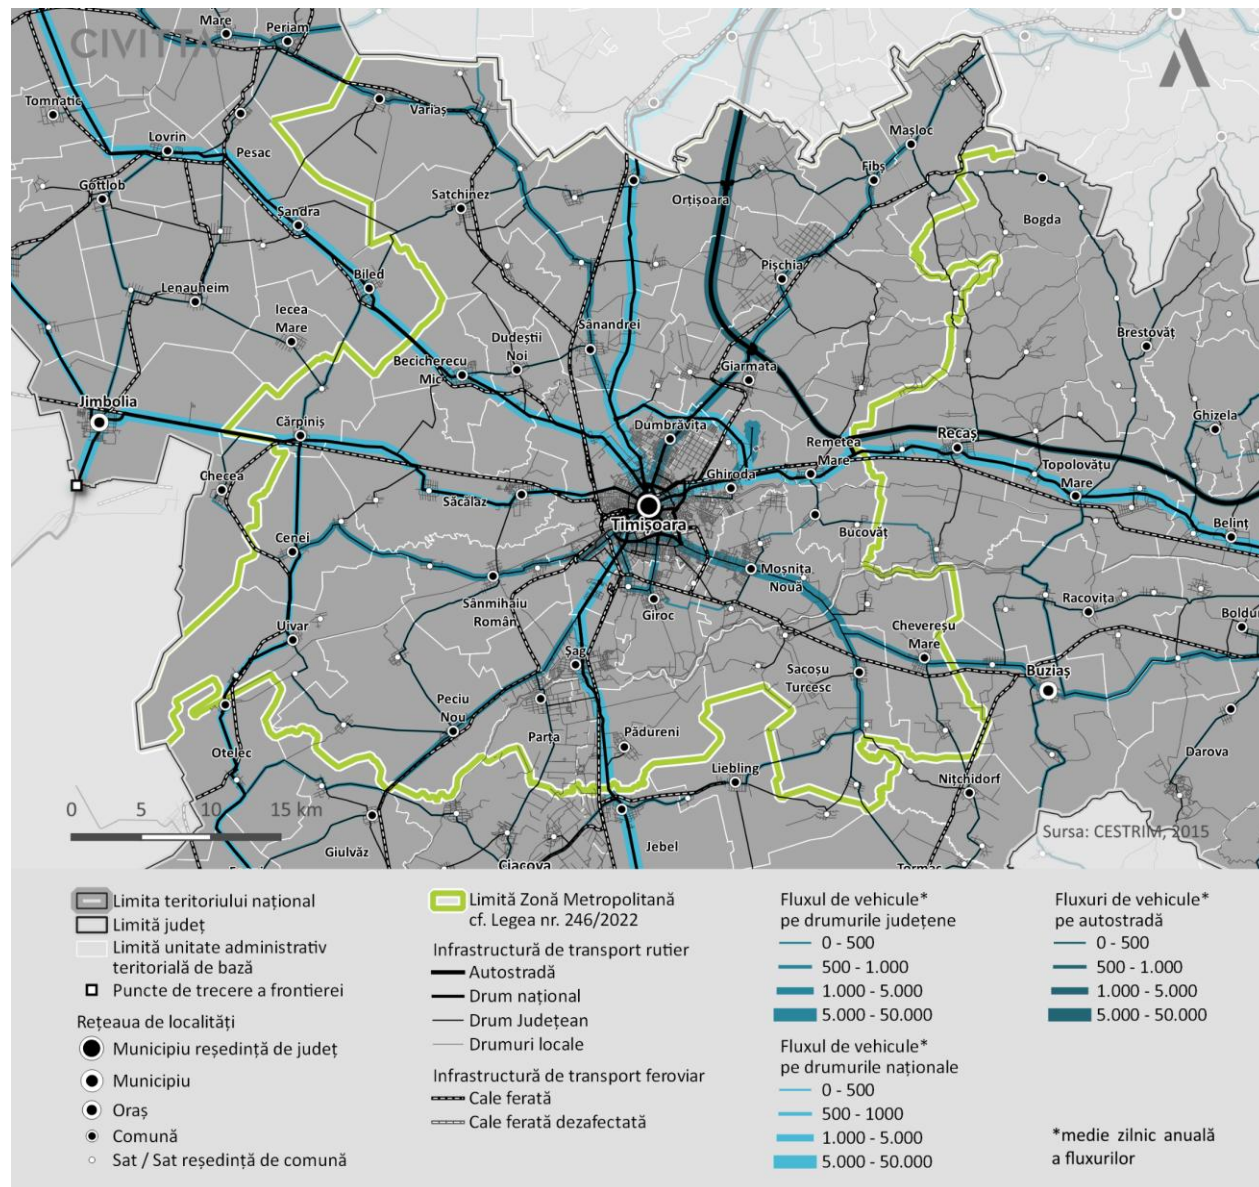 CIVITTA
Mare
Periam
Tomnatic
Variaș
Lovrin
Pesac
Mașloc
Fibș
Gottlob
Satchinez
Orțișoara
Bogda
Sandra
Pișchia
Biled
Lenauheim
Iecea
Mare
Dudeștii
Noi
Sânandrei
Brestovăț
Becicherecu
Mic
Giarmata
Jimbolia
Cărpiniș
Dumbrăvița
Ghizela
Remetea
Mare
Recaș
Checea
Ghiroda
Topolovățu
Mare
Săcălaz
Timișoara
Belinț
Cenei
Bucovăț
Moșnița
Nouă
Sânmihaiu
Român
Giroc
Racovița
Uivar
Chevereșu
Mare
Șag
Sacoșu
Turcesc
Buziaș
Peciu
Nou
Parța
Pădureni
Otelec
Liebling
Nițchidorf
Darova
0 5 10 15 km
Sursa: CESTRIM, 2015
Giulvăz
Jebel
Ciacova
Limita teritoriului național
Limită județ
Limită unitate administrativ
teritorială de bază
Puncte de trecere a frontierei
Rețeaua de localități
Municipiu reședință de județ
Municipiu
Oraș
Comună
Sat / Sat reședință de comună
Limită Zonă Metropolitană
cf. Legea nr. 246/2022
Infrastructură de transport rutier
Autostradă
Drum național
Drum Județean
Drumuri locale
Infrastructură de transport feroviar
Cale ferată
Cale ferată dezafectată
Fluxul de vehicule*
pe drumurile județene
0 - 500
500 - 1.000
1.000 - 5.000
5.000 - 50.000
Fluxul de vehicule*
pe drumurile naționale
0 - 500
500 - 1000
1.000 - 5.000
5.000 - 50.000
Fluxuri de vehicule*
pe autostradă
0 - 500
500 - 1.000
1.000 - 5.000
5.000 - 50.000
*medie zilnic anuală
a fluxurilor